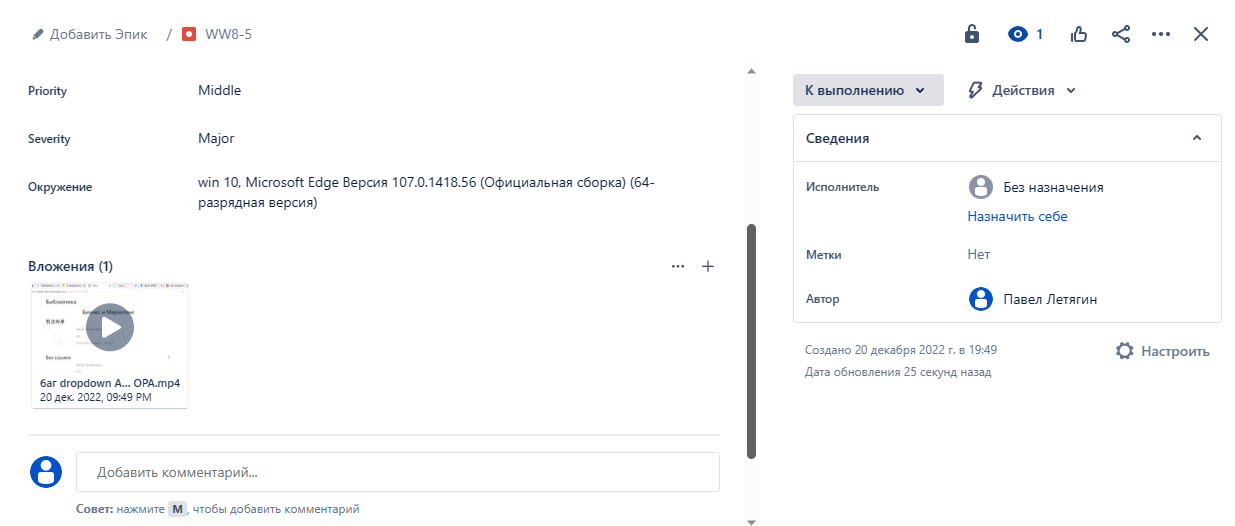 Добавить Эпик / WW8-5
1
Priority
Middle
Severity
Major
Окружение
win 10, Microsoft Edge Версия 107.0.1418.56 (Официальная сборка) (64-
разрядная версия)
Вложения (1)
Библиотека
Бизнес и Маркетинг
Без ссылки
баг dropdown A... OPA.mp4
20 дек. 2022, 09:49 PM
Добавить комментарий...
Совет: нажмите M, чтобы добавить комментарий
К выполнению
Действия
Сведения
Исполнитель
Без назначения
Назначить себе
Метки
Нет
Автор
Павел Летягин
Создано 20 декабря 2022 г. в 19:49
Дата обновления 25 секунд назад
Настроить